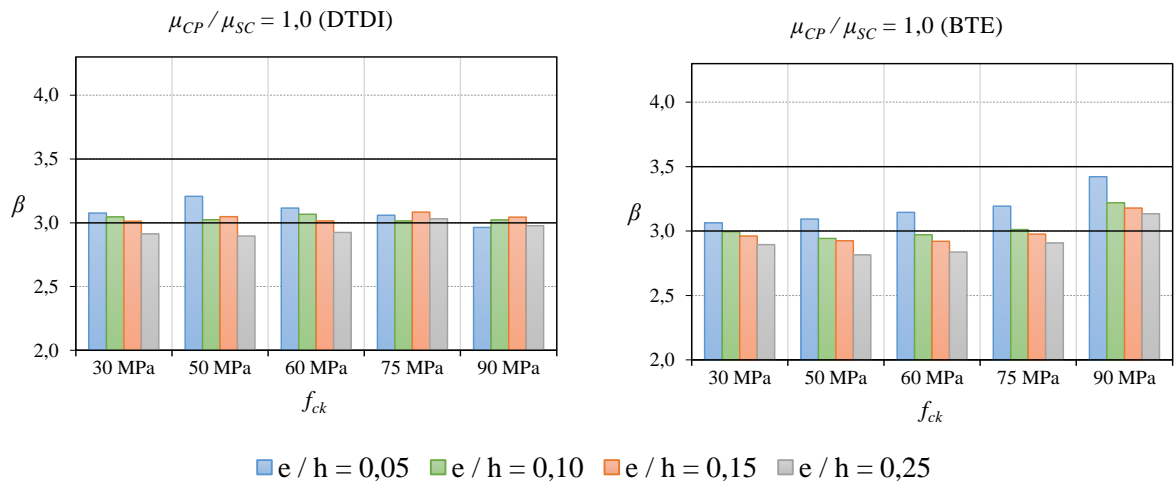 μCP / μSC = 1,0 (DTDI)
4,0
3,5
β
3,0
2,5
2,0
30 MPa 50 MPa 60 MPa 75 MPa 90 MPa
fck
μCP / μSC = 1,0 (BTE)
4,0
3,5
β
3,0
2,5
2,0
30 MPa 50 MPa 60 MPa 75 MPa 90 MPa
fck
e / h = 0,05 e / h = 0,10 e / h = 0,15 e / h = 0,25